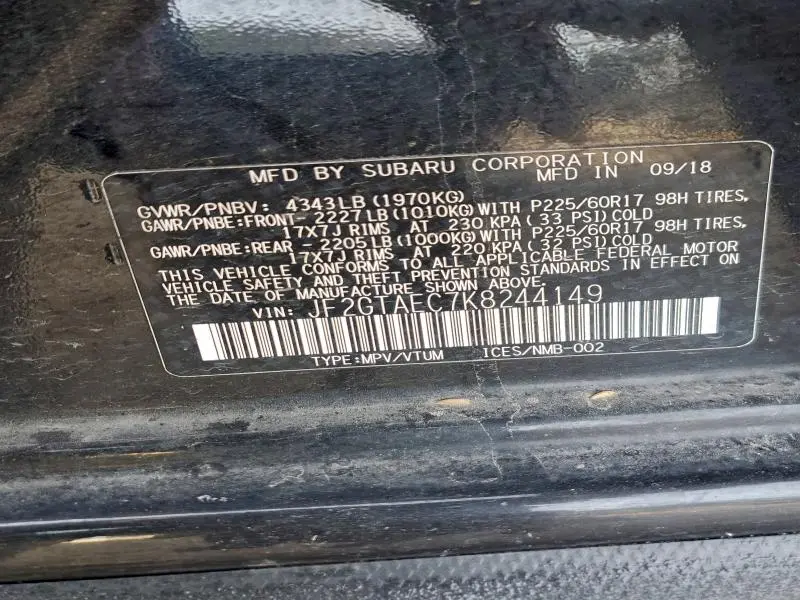 MFD BY SUBARU CORPORATION
MFD IN 09/18
GVWR/PNBV: 4343LB(1970KG)
GAWR/PNBE:FRONT-2227LB(1010KG)WITH P225/60R17 98H TIRES,
17X7J RIMS AT 230 KPA(33 PSI)COLD
GAWR/PNBE:REAR -2205LB(1000KG)WITH P225/60R17 98H TIRES,
17X7J RIMS AT 220 KPA(32 PSI)COLD
THIS VEHICLE CONFORMS TO ALL APPLICABLE FEDERAL MOTOR
VEHICLE SAFETY AND THEFT PREVENTION STANDARDS IN EFFECT ON
THE DATE OF MANUFACTURE SHOWN ABOVE.
VIN: JF2GTAEC7K8244149
TYPE:MPV/VTUM ICES/NMB-002